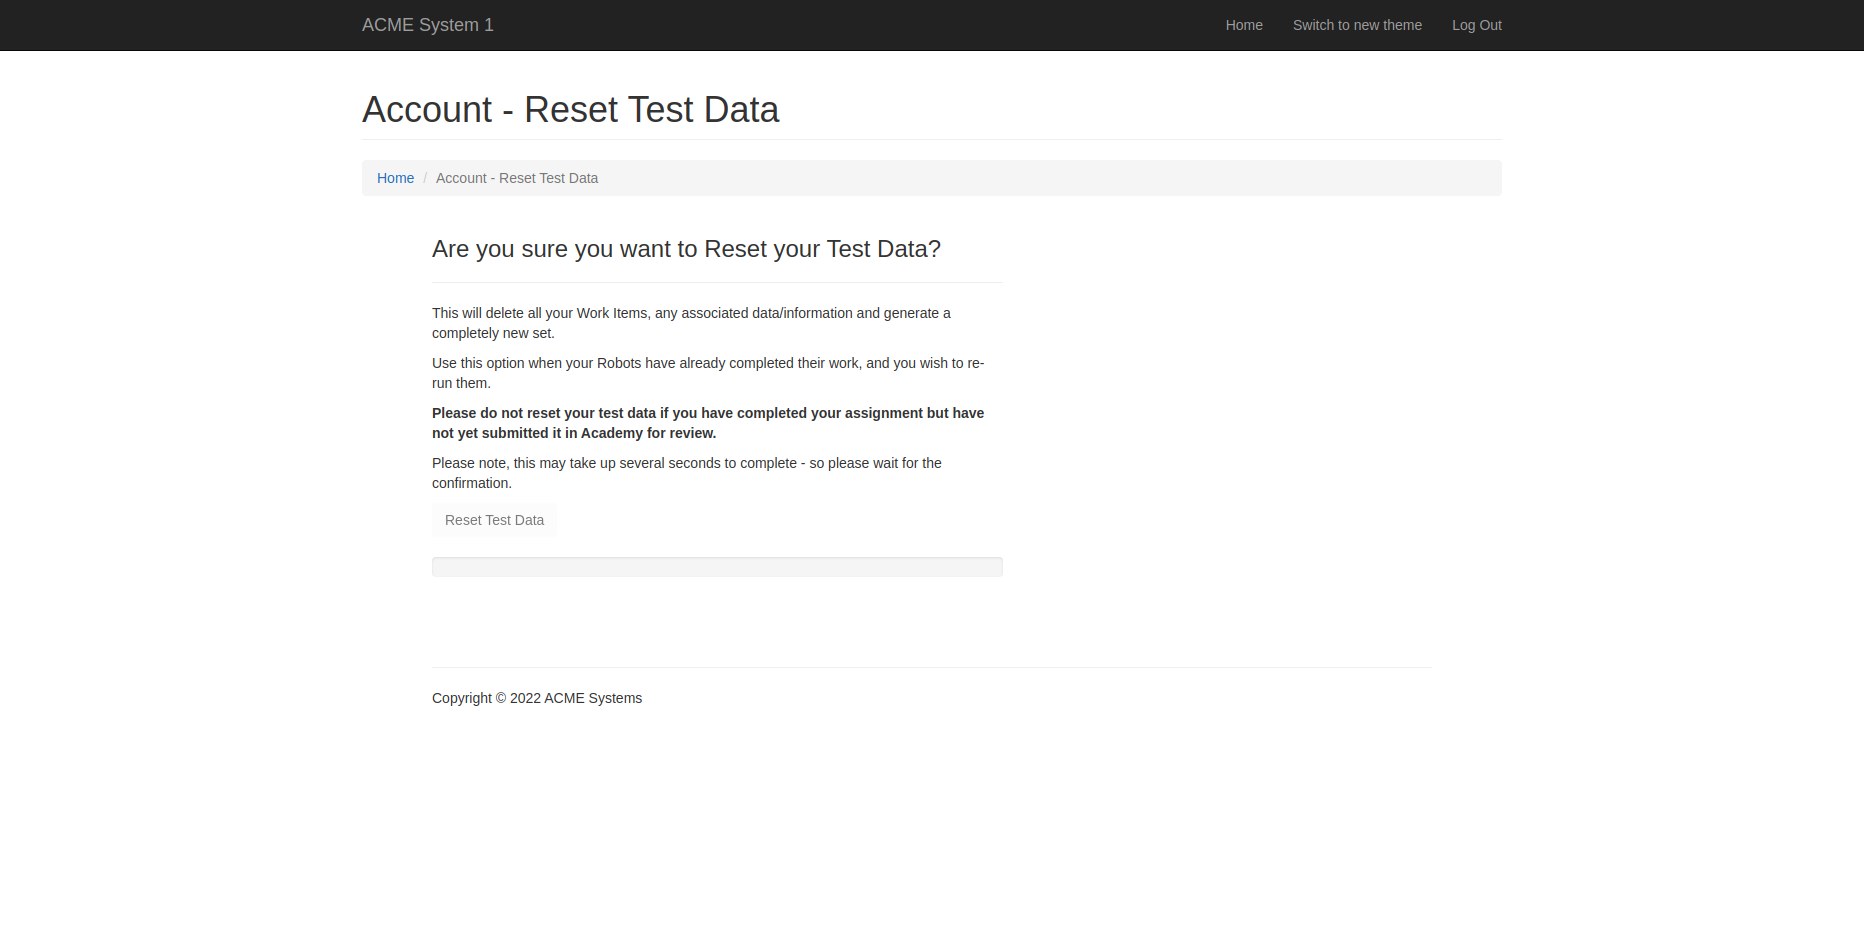 ACME System 1
Home
Switch to new theme
Log Out
Account - Reset Test Data
Home / Account - Reset Test Data
Are you sure you want to Reset your Test Data?
This will delete all your Work Items, any associated data/information and generate a
completely new set.
Use this option when your Robots have already completed their work, and you wish to re-
run them.
Please do not reset your test data if you have completed your assignment but have
not yet submitted it in Academy for review.
Please note, this may take up several seconds to complete - so please wait for the
confirmation.
Reset Test Data
Copyright © 2022 ACME Systems